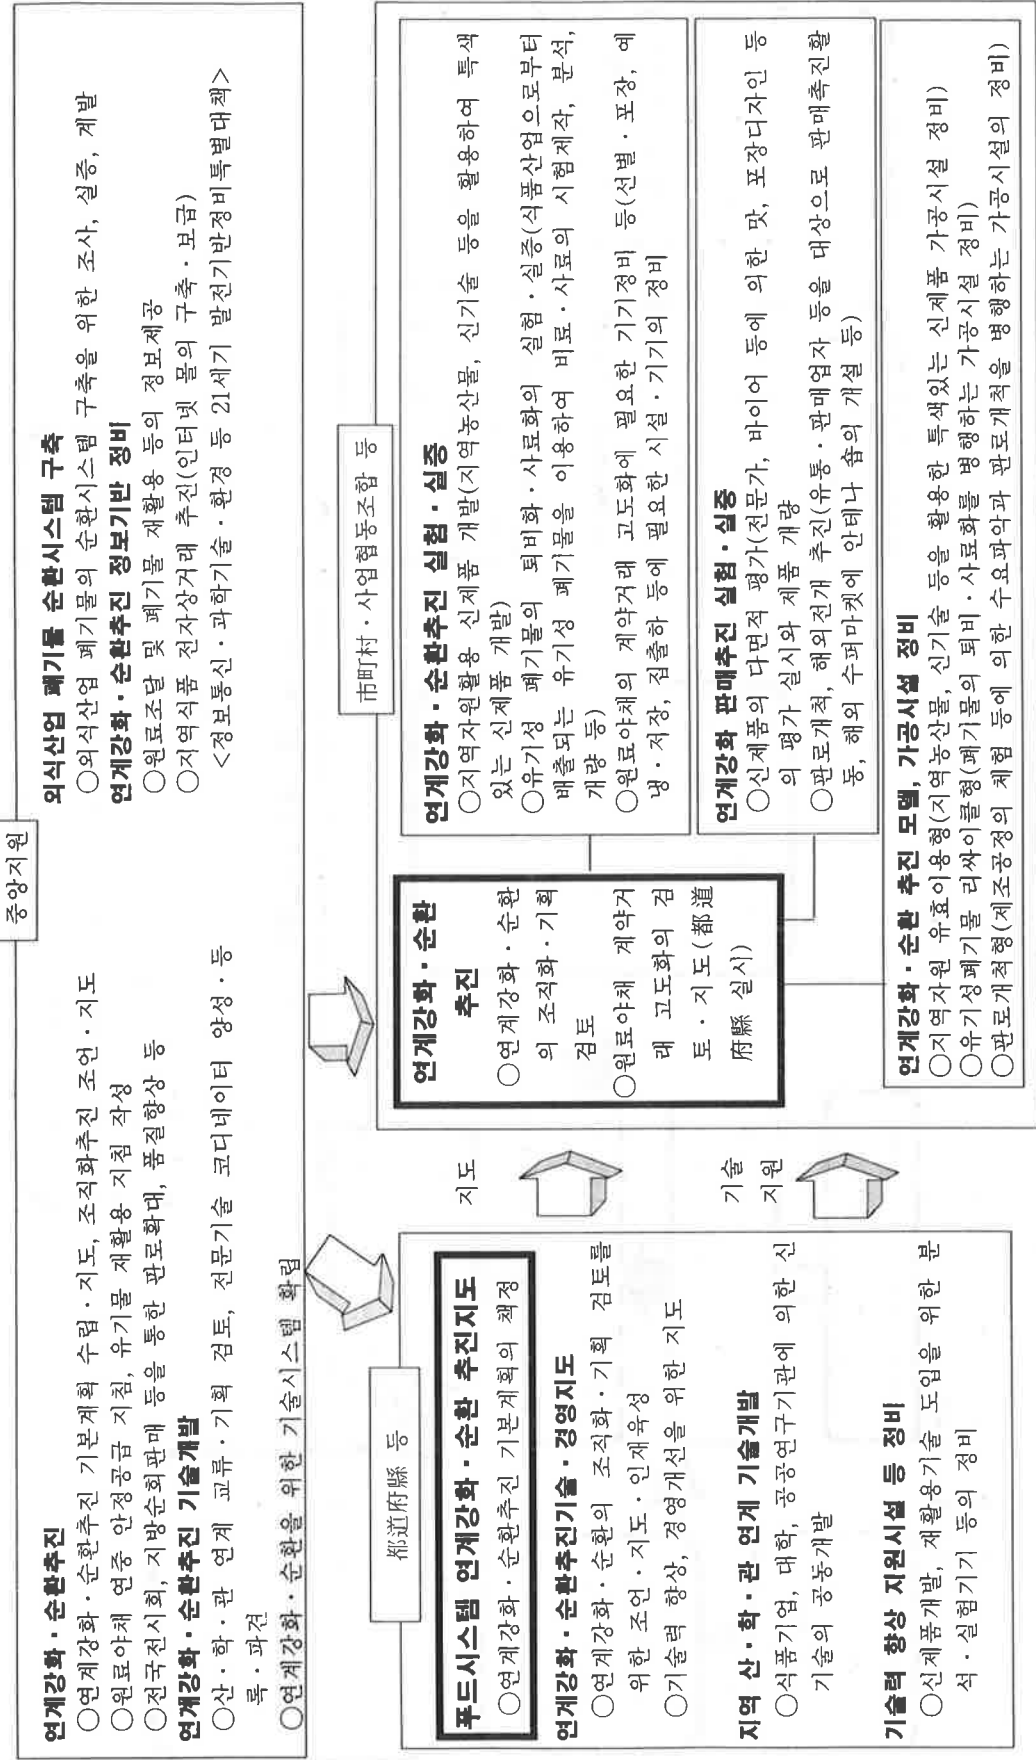 중앙지원
연계강화·순환추진
○연계강화·순환추진 기본계획 수립·지도, 조직화추진 조언·지도
○원료야채 연중 안정공급 지침, 유기물 재활용 지침 작성
○전국전시회, 지방순회판매 등을 통한 판로확대, 품질향상 등
연계강화·순환추진 기술개발
○산·학·관 연계 교류·기획 검토, 전문기술 코디네이터 양성·등
록·파견
○연계강화·순환을 위한 기술시스템 확립
외식산업 폐기물 순환시스템 구축
○외식산업 폐기물의 순환시스템 구축을 위한 조사, 실증, 개발
연계강화·순환추진 정보기반 정비
○원료조달 및 폐기물 재활용 등의 정보제공
○지역식품 전자상거래 추진(인터넷 몰의 구축·보급)
<정보통신·과학기술·환경 등 21세기 발전기반정비특별대책>
都道府縣 등
푸드시스템 연계강화·순환 추진지도
○연계강화·순환추진 기본계획의 책정
연계강화·순환추진기술·경영지도
○연계강화·순환의 조직화·기획 검토를
위한 조언·지도·인재육성
○기술력 향상, 경영개선을 위한 지도
지역 산·학·관 연계 기술개발
○식품기업, 대학, 공공연구기관에 의한 신
기술의 공동개발
기술력 향상 지원시설 등 정비
○신제품개발, 재활용기술 도입을 위한 분
석·실험기기 등의 정비
지도
기술
지원
市町村·사업협동조합 등
연계강화·순환
추진
○연계강화·순환
의 조직화·기획
검토
○원료야채 계약거
래 고도화의 검
토·지도(都道
府縣 실시)
연계강화·순환추진 실험·실증
○지역자원활용 신제품 개발(지역농산물, 신기술 등을 활용하여 특색
있는 신제품 개발)
○유기성 폐기물의 퇴비화·사료화의 실험·실증(식품산업으로부터
배출되는 유기성 폐기물을 이용하여 비료·사료의 시험제작, 분석,
개량 등)
○원료야채의 계약거래 고도화에 필요한 기기정비 등(선별·포장, 예
냉·저장, 집출하 등에 필요한 시설·기기의 정비
연계강화 판매추진 실험·실증
○신제품의 다면적 평가(전문가, 바이어 등에 의한 맛, 포장디자인 등
의 평가 실시와 제품 개량
○판로개척, 해외전개 추진(유통·판매업자 등을 대상으로 판매촉진활
동, 해외 수퍼마켓에 안테나 숍의 개설 등)
연계강화·순환 추진 모델, 가공시설 정비
○지역자원 유효이용형(지역농산물, 신기술 등을 활용한 특색있는 신제품 가공시설 정비)
○유기성폐기물 리싸이클형(폐기물의 퇴비·사료화를 병행하는 가공시설 정비)
○판로개척형(제조공정의 체험 등에 의한 수요파악과 판로개척을 병행하는 가공시설의 정비)